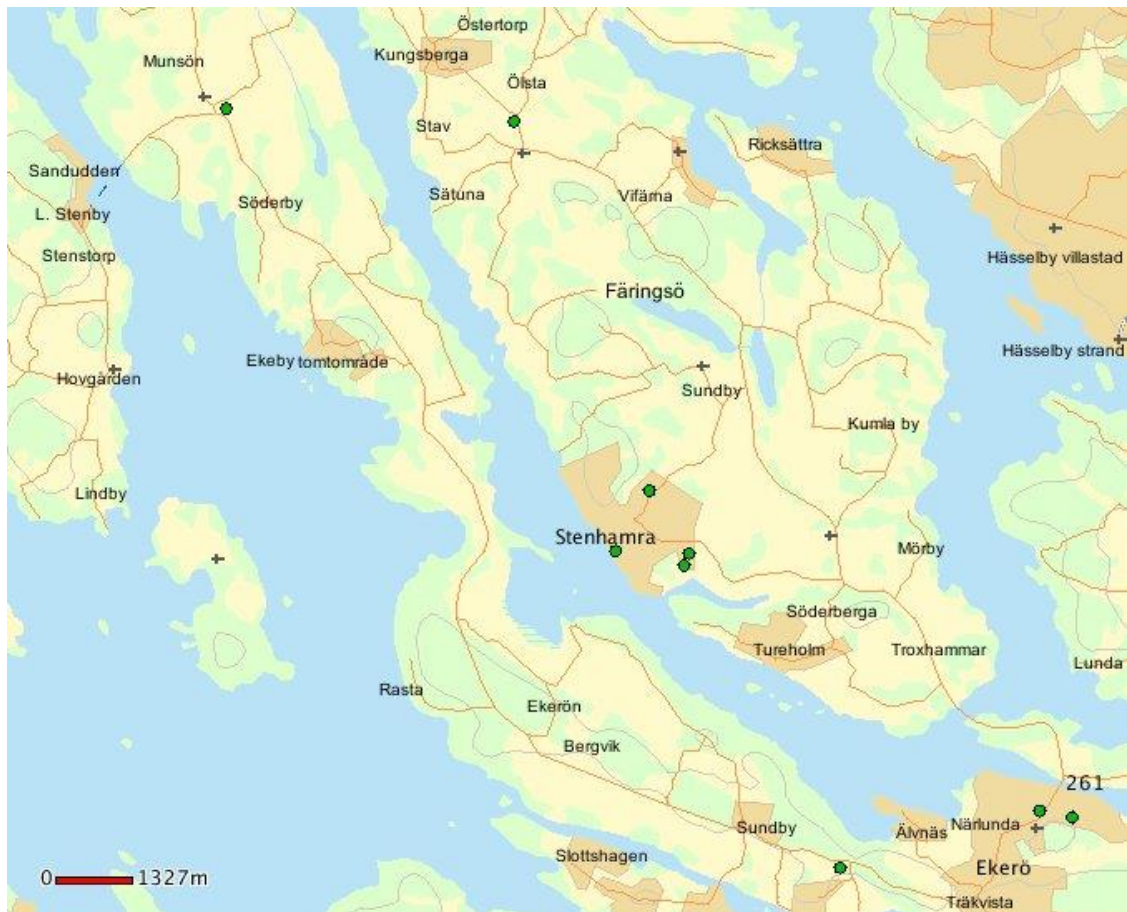 Östertorp
Kungsberga
Munsön
Ölsta
Stav
Ricksättra
Sandudden
Sätuna
Vifärna
Söderby
L. Stenby
Stenstorp
Hässelby villastad
Färingsö
Hässelby strand
Ekeby tomtområde
Hovgården
Sundby
Kumla by
Lindby
Stenhamra
Mörby
Söderberga
Tureholm
Troxhammar
Lunda
Rasta
Ekerön
Bergvik
261
Sundby
Älvnäs
Närlunda
Slottshagen
Ekerö
0 1327m
Träkvista